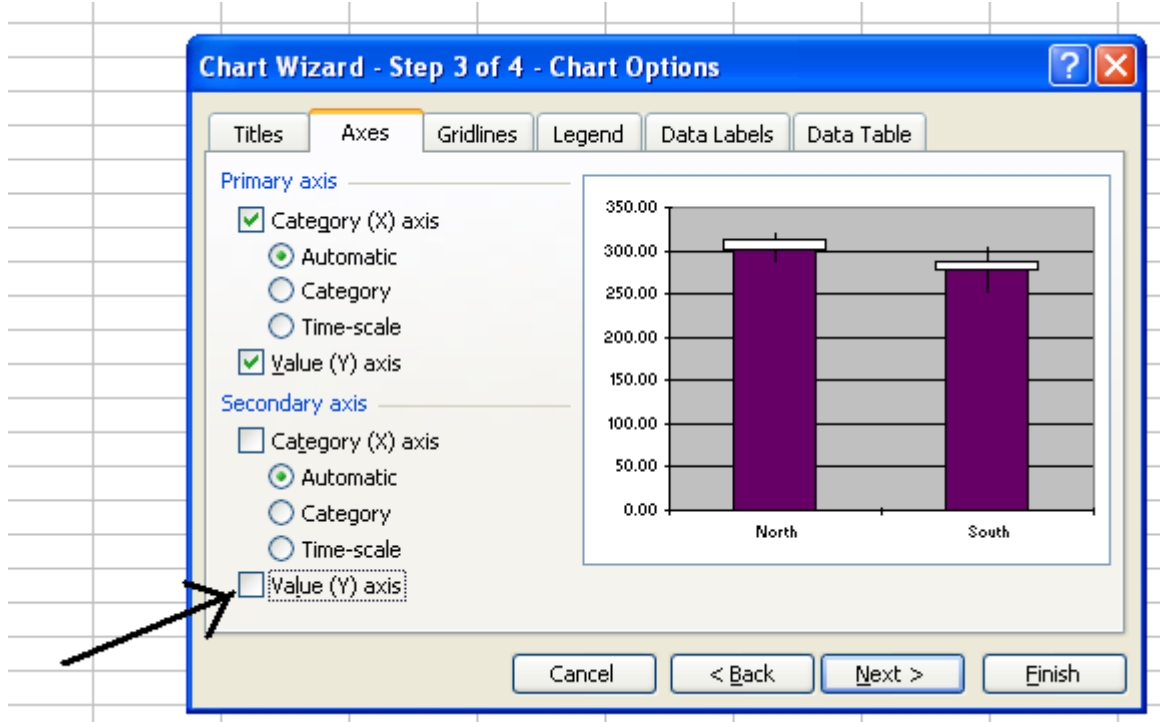 Chart Wizard - Step 3 of 4 - Chart Options
Titles Axes Gridlines Legend Data Labels Data Table
Primary axis
Category (X) axis
Automatic
Category
Time-scale
Value (Y) axis
Secondary axis
Category (X) axis
Automatic
Category
Time-scale
Value (Y) axis
350.00
300.00
250.00
200.00
150.00
100.00
50.00
0.00
North South
Cancel < Back Next > Finish